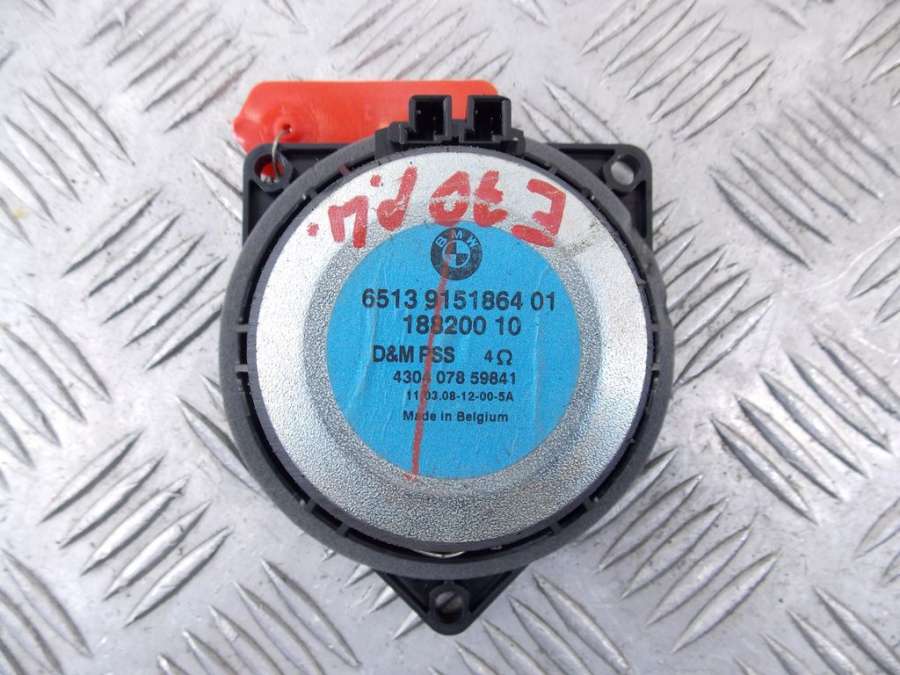 E70 P.W.
BMW
6513 9151864 01
188200 10
D&M PSS 4Ω
4304 078 59841
11.03.08-12-00-5A
Made in Belgium